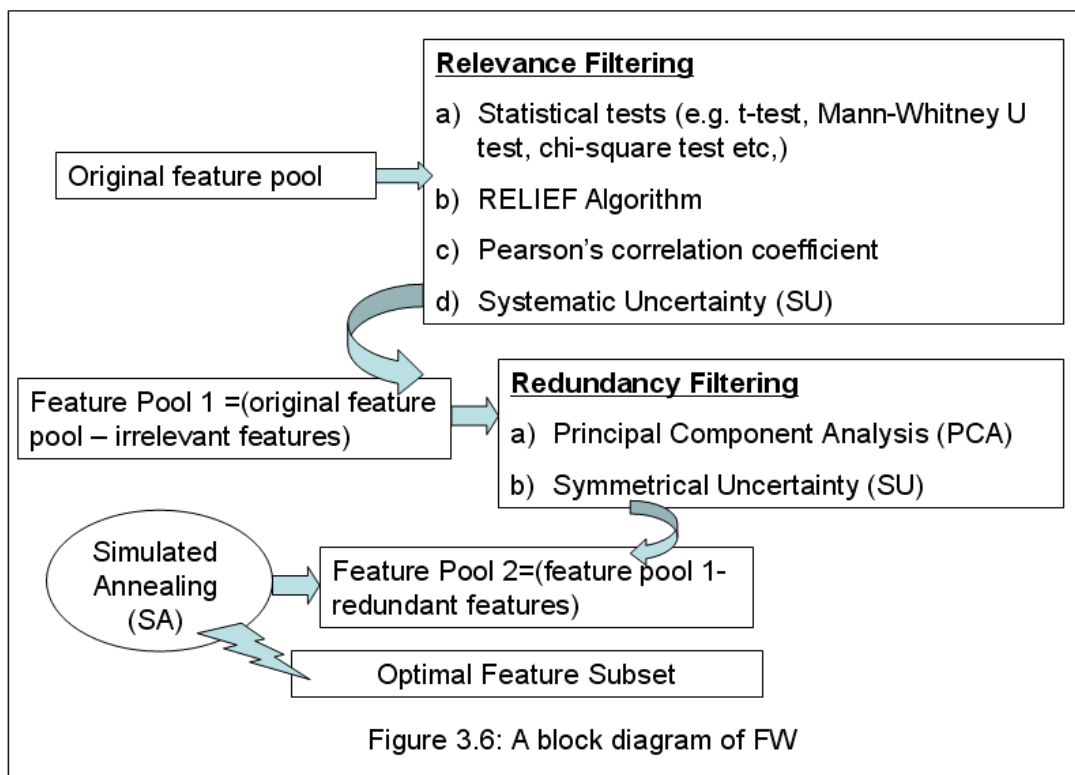 Relevance Filtering
a) Statistical tests (e.g. t-test, Mann-Whitney U
test, chi-square test etc,)
Original feature pool
b) RELIEF Algorithm
c) Pearson's correlation coefficient
d) Systematic Uncertainty (SU)
Feature Pool 1 =(original feature
pool – irrelevant features)
Redundancy Filtering
a) Principal Component Analysis (PCA)
b) Symmetrical Uncertainty (SU)
Simulated
Annealing
(SA)
Feature Pool 2=(feature pool 1-
redundant features)
Optimal Feature Subset
Figure 3.6: A block diagram of FW